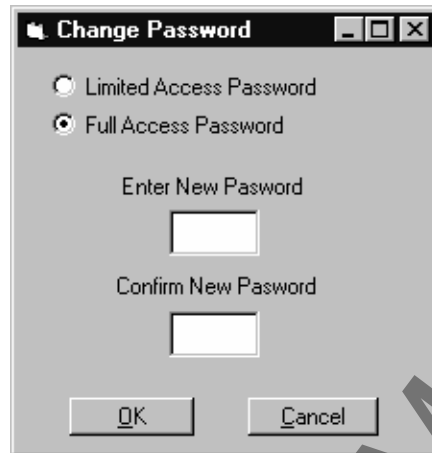 Change Password
Limited Access Password
Full Access Password
Enter New Pasword
Confirm New Pasword
OK
Cancel